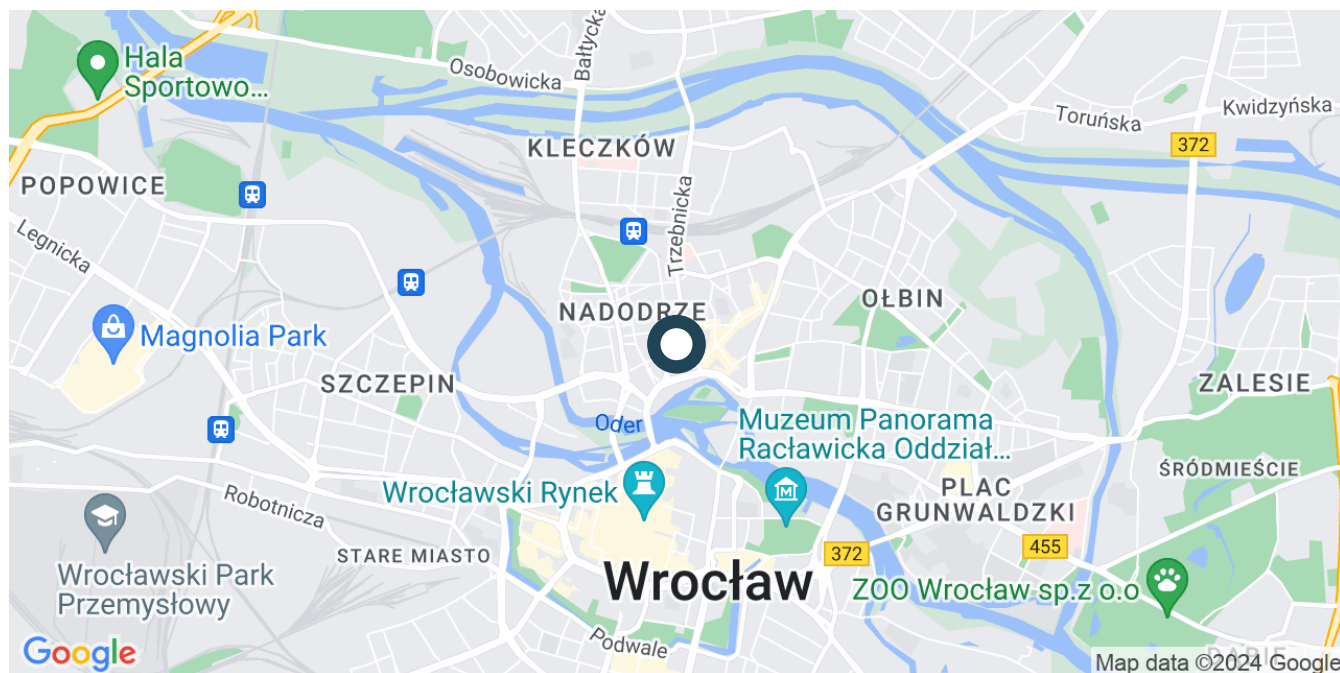 Hala
Sportowo...
Osobowicka
Bałtycka
Toruńska
Kwidzyńska
372
KLECZKÓW
POPOWICE
Trzebnicka
Legnicka
NADODRZE
OŁBIN
Magnolia Park
SZCZEPIN
ZALESIE
Oder
Muzeum Panorama
Racławicka Oddział...
ŚRÓDMIEŚCIE
Wrocławski Rynek
PLAC
GRUNWALDZKI
Robotnicza
STARE MIASTO
372
455
Wrocławski Park
Przemysłowy
Wrocław
ZOO Wrocław sp.z o.o
Podwale
Google
DĄBIE
Map data ©2024 Google